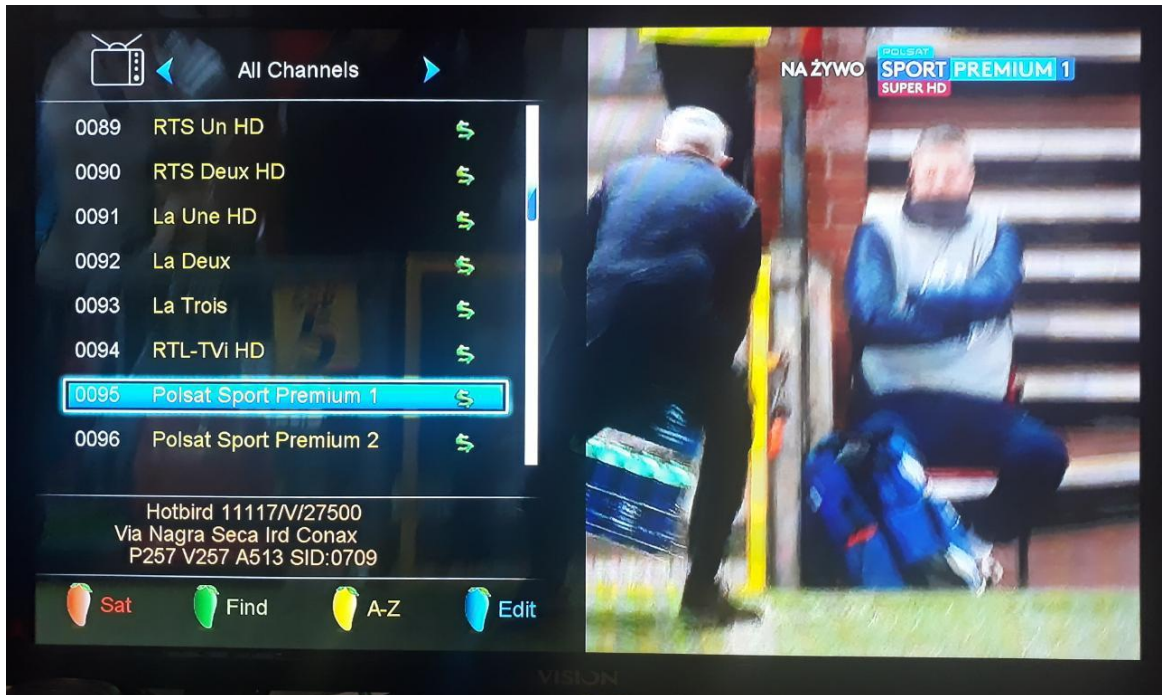 All Channels
0089 RTS Un HD $
0090 RTS Deux HD $
0091 La Une HD $
0092 La Deux $
0093 La Trois $
0094 RTL-TVi HD $
0095 Polsat Sport Premium 1 $
0096 Polsat Sport Premium 2 $
Hotbird 11117/V/27500
Via Nagra Seca Ird Conax
P257 V257 A513 SID:0709
Sat Find A-Z Edit
POLSAT
NA ŻYWO SPORT PREMIUM 1
SUPER HD
VISION